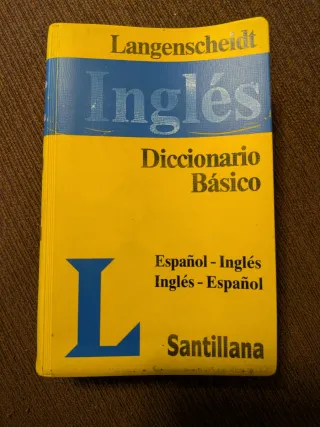 Langenscheidt
Inglés
Diccionario
Básico
Español - Inglés
Inglés - Español
L
Santillana